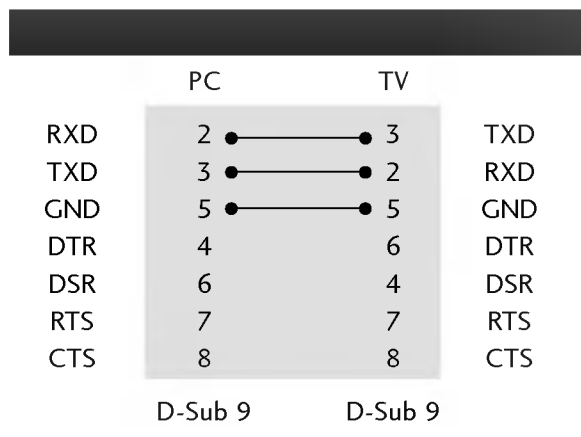 PC TV
RXD 2 3 TXD
TXD 3 2 RXD
GND 5 5 GND
DTR 4 6 DTR
DSR 6 4 DSR
RTS 7 7 RTS
CTS 8 8 CTS
D-Sub 9 D-Sub 9